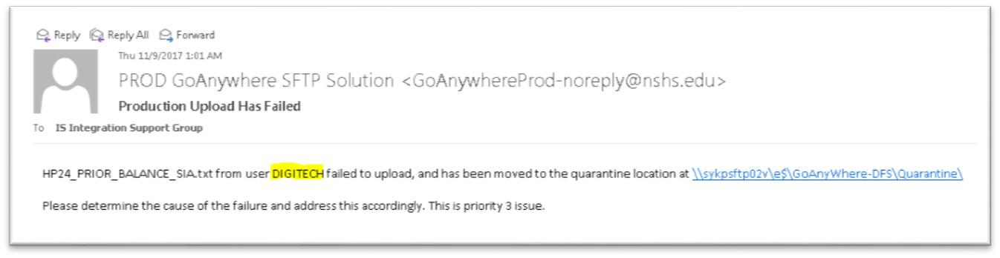 Reply Reply All Forward
Thu 11/9/2017 1:01 AM
PROD GoAnywhere SFTP Solution <GoAnywhereProd-noreply@nshs.edu>
Production Upload Has Failed
To IS Integration Support Group
HP24_PRIOR_BALANCE_SIA.txt from user DIGITECH failed to upload, and has been moved to the quarantine location at \\sykpsftp02v\e$\GoAnyWhere-DFS\Quarantine\
Please determine the cause of the failure and address this accordingly. This is priority 3 issue.